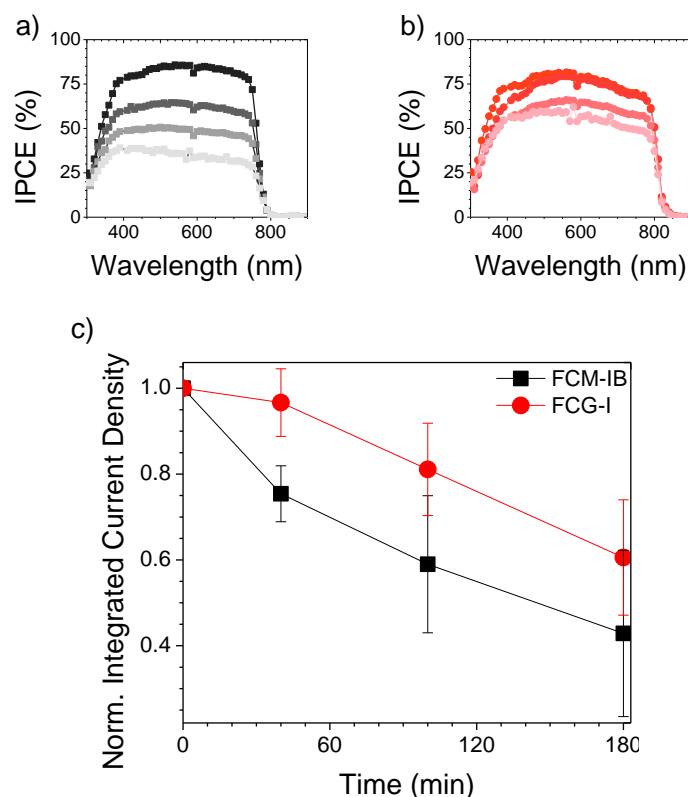 a)
100
75
50
25
0
IPCE (%)
400 600 800
Wavelength (nm)
b)
100
75
50
25
0
IPCE (%)
400 600 800
Wavelength (nm)
c)
Norm. Integrated Current Density
1.0
0.8
0.6
0.4
FCM-IB
FCG-I
0 60 120 180
Time (min)